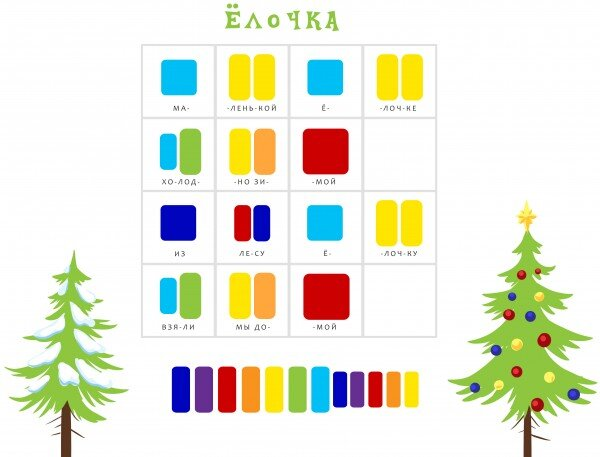 ЁЛОЧКА
МА- -ЛЕНЬ-КОЙ Ё- -ЛОЧ-КЕ
ХО-ЛОД- -НО ЗИ- -МОЙ
ИЗ ЛЕ-СУ Ё- -ЛОЧ-КУ
ВЗЯ-ЛИ МЫ ДО- -МОЙ